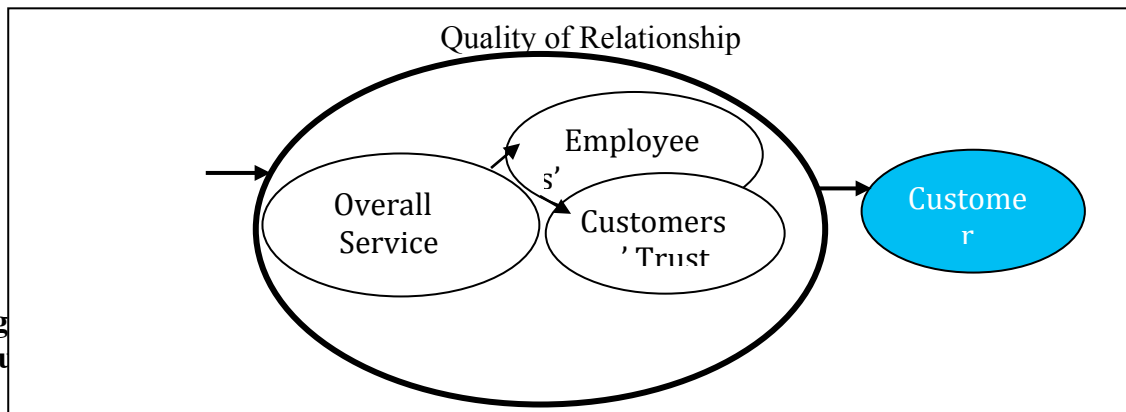 Quality of Relationship
Employee
s’
Overall
Service
Customers
’ Trust
Custome
r
g